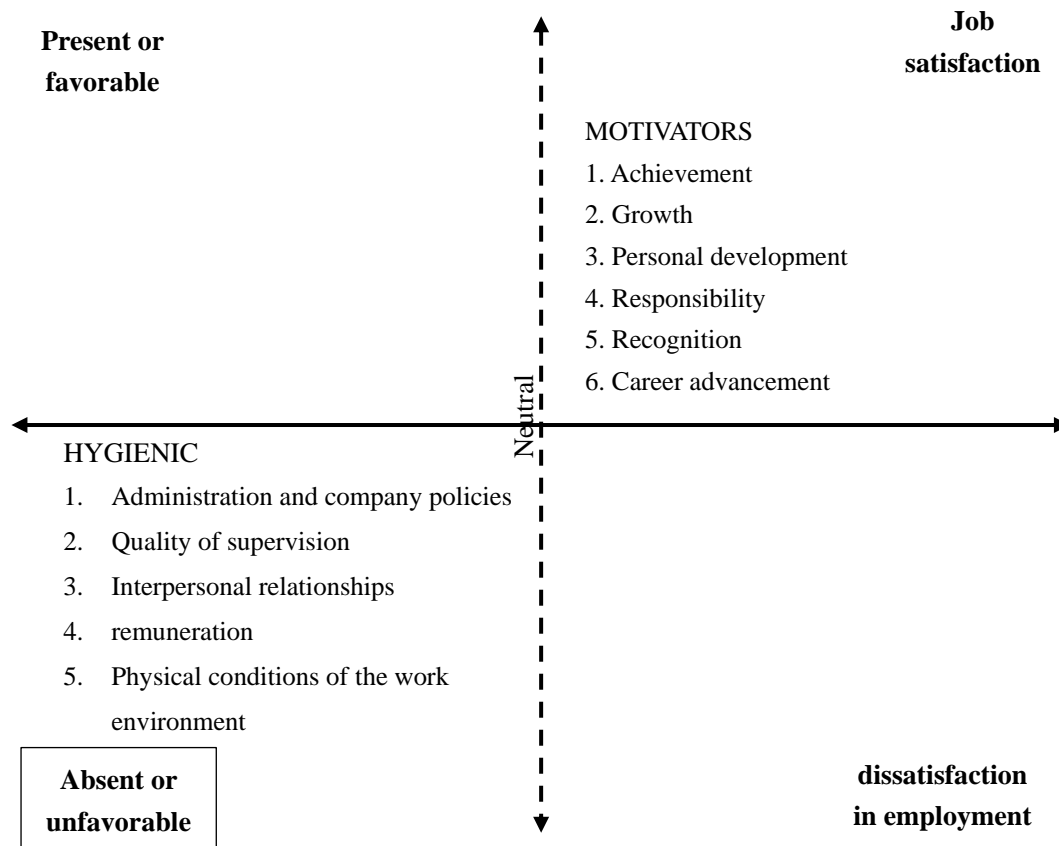 Present or
favorable
Job
satisfaction
MOTIVATORS
1. Achievement
2. Growth
3. Personal development
4. Responsibility
5. Recognition
6. Career advancement
Neutral
HYGIENIC
1. Administration and company policies
2. Quality of supervision
3. Interpersonal relationships
4. remuneration
5. Physical conditions of the work
environment
Absent or
unfavorable
dissatisfaction
in employment